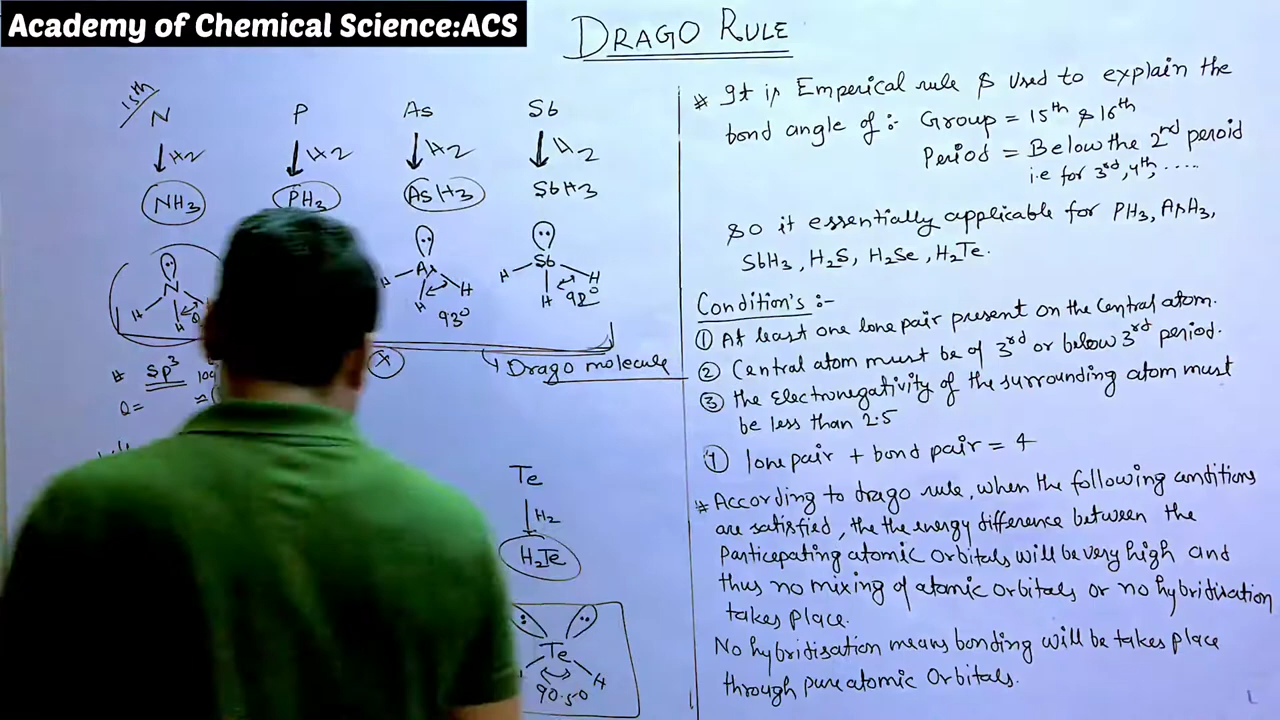 Academy of Chemical Science:ACS
DRAGO RULE
15th
N P As Sb
H2 H2 H2 H2
NH3 PH3 AsH3 SbH3
N As Sb
H H H H H H H
93° 92°
sp3
Drago molecule
Te
H2
H2Te
Te
H
90.5°
* It is Emperical rule & Used to explain the
bond angle of :- Group = 15th & 16th
Period = Below the 2nd peroid
i.e for 3rd, 4th, .....
So it essentially applicable for PH3, AsH3,
SbH3, H2S, H2Se, H2Te.
Condition's :-
① At least one lone pair present on the Central atom.
② Central atom must be of 3rd or below 3rd period.
③ the Electronegativity of the surrounding atom must
be less than 2.5
④ lone pair + bond pair = 4
* According to drago rule, when the following conditions
are satisfied, the the energy difference between the
Participating atomic orbitals will be very high and
thus no mixing of atomic orbitals or no hybridisation
takes place.
No hybridisation means bonding will be takes place
through pure atomic Orbitals.